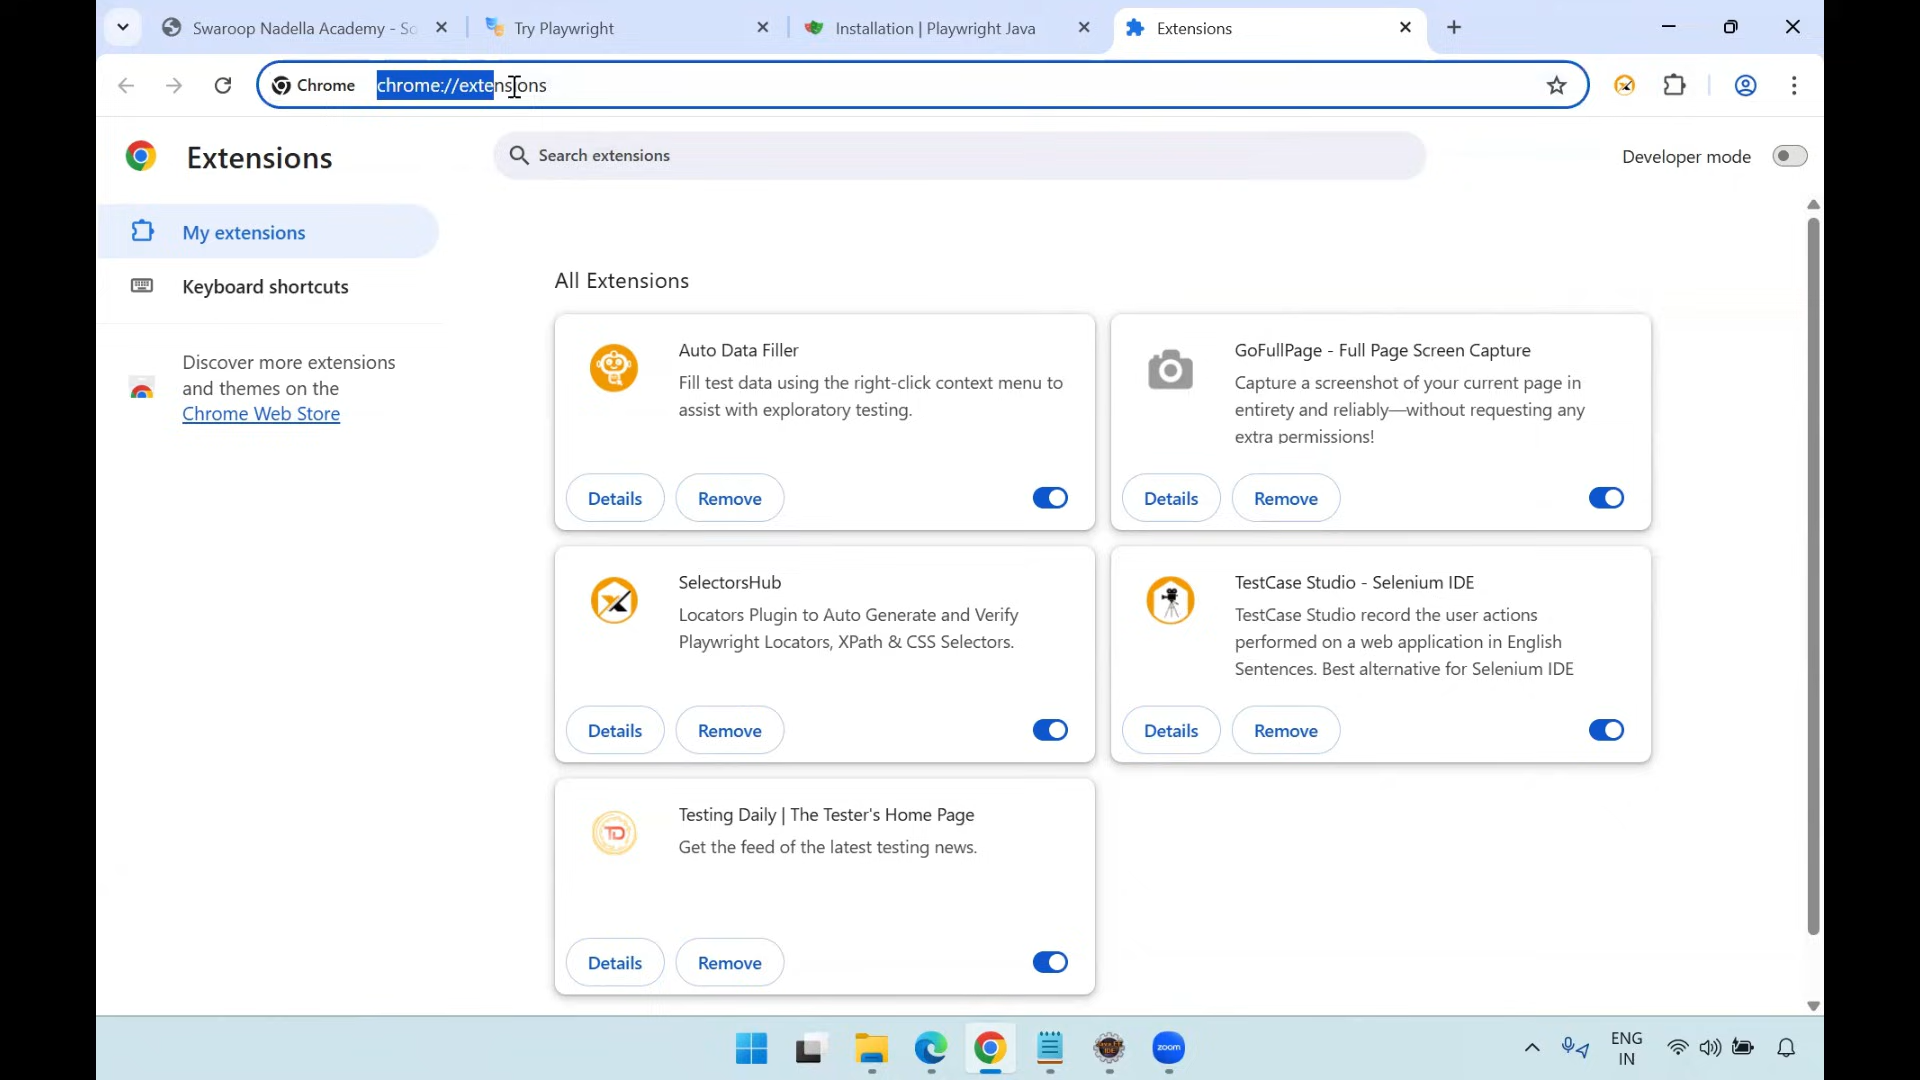 Swaroop Nadella Academy - So
Try Playwright
Installation | Playwright Java
Extensions
Chrome
chrome://extensions
Extensions
Search extensions
Developer mode
My extensions
Keyboard shortcuts
Discover more extensions
and themes on the
Chrome Web Store
All Extensions
Auto Data Filler
Fill test data using the right-click context menu to
assist with exploratory testing.
Details
Remove
GoFullPage - Full Page Screen Capture
Capture a screenshot of your current page in
entirety and reliably—without requesting any
extra permissions!
Details
Remove
SelectorsHub
Locators Plugin to Auto Generate and Verify
Playwright Locators, XPath & CSS Selectors.
Details
Remove
TestCase Studio - Selenium IDE
TestCase Studio record the user actions
performed on a web application in English
Sentences. Best alternative for Selenium IDE
Details
Remove
TD
Testing Daily | The Tester's Home Page
Get the feed of the latest testing news.
Details
Remove
zoom
ENG
IN